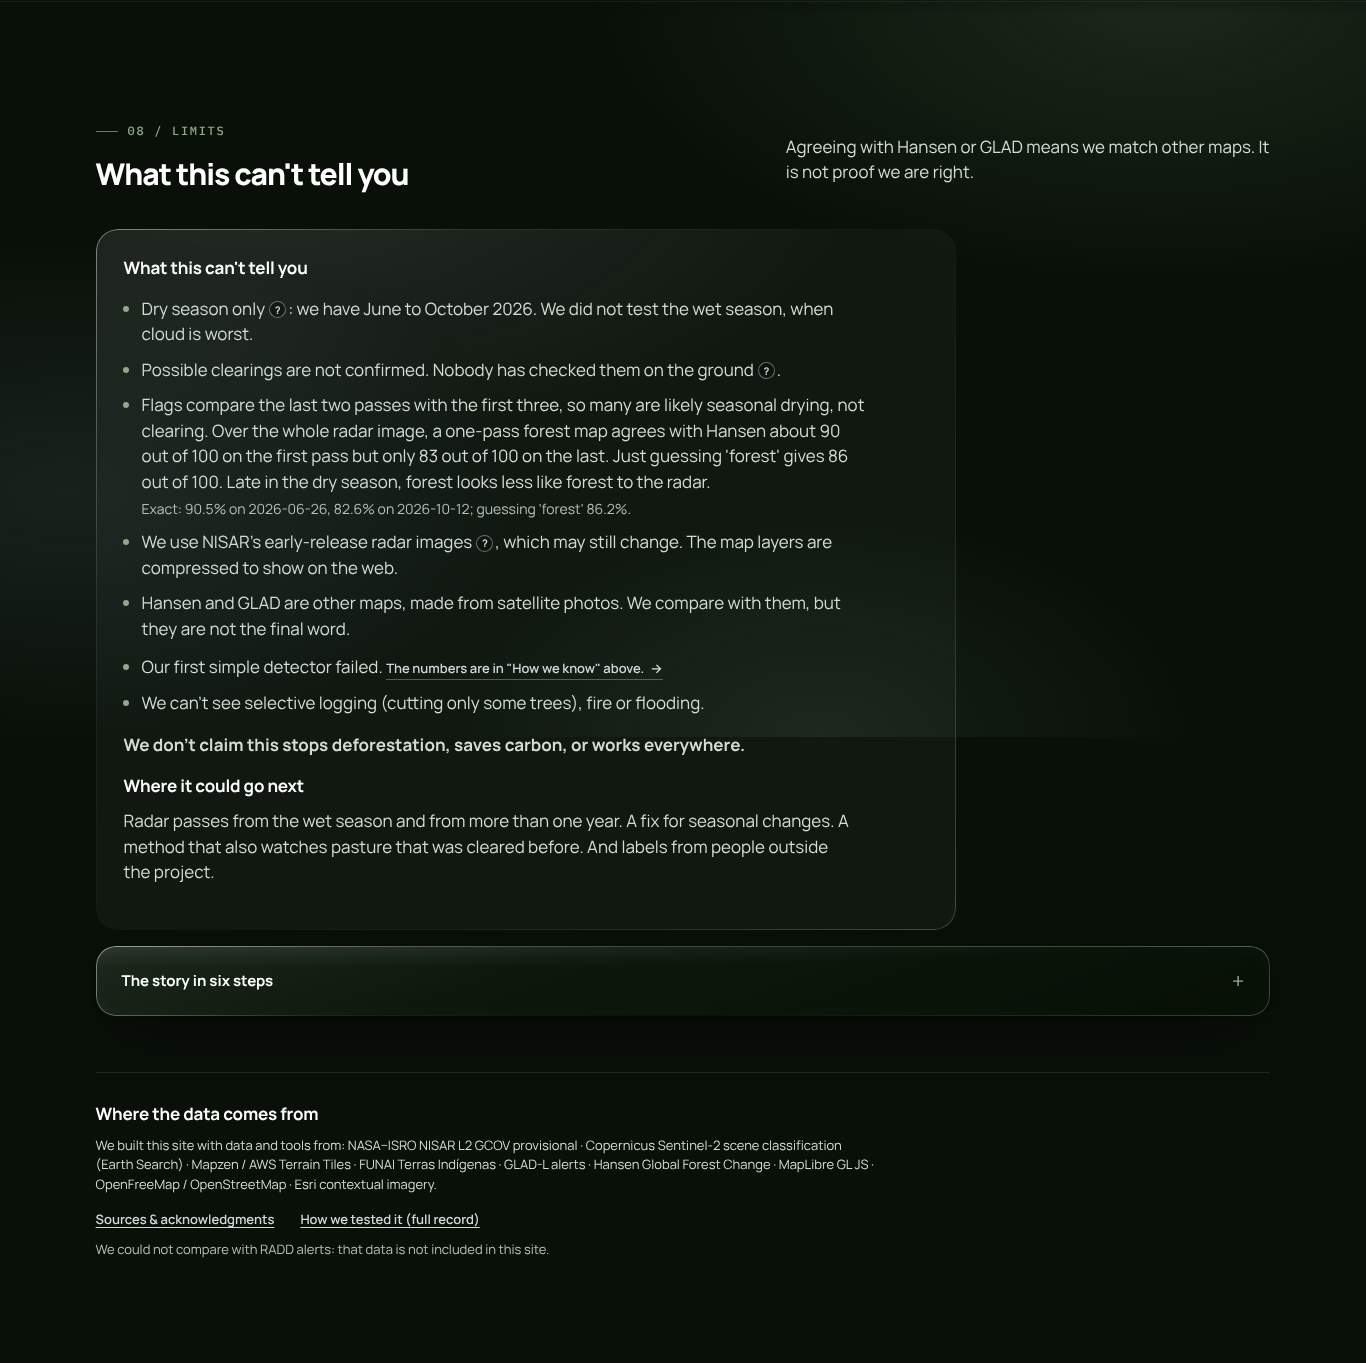 08 / LIMITS
What this can't tell you
Agreeing with Hansen or GLAD means we match other maps. It
is not proof we are right.
What this can't tell you
Dry season only ? : we have June to October 2026. We did not test the wet season, when
cloud is worst.
Possible clearings are not confirmed. Nobody has checked them on the ground ? .
Flags compare the last two passes with the first three, so many are likely seasonal drying, not
clearing. Over the whole radar image, a one-pass forest map agrees with Hansen about 90
out of 100 on the first pass but only 83 out of 100 on the last. Just guessing 'forest' gives 86
out of 100. Late in the dry season, forest looks less like forest to the radar.
Exact: 90.5% on 2026-06-26, 82.6% on 2026-10-12; guessing 'forest' 86.2%.
We use NISAR's early-release radar images ? , which may still change. The map layers are
compressed to show on the web.
Hansen and GLAD are other maps, made from satellite photos. We compare with them, but
they are not the final word.
Our first simple detector failed. The numbers are in "How we know" above. →
We can't see selective logging (cutting only some trees), fire or flooding.
We don't claim this stops deforestation, saves carbon, or works everywhere.
Where it could go next
Radar passes from the wet season and from more than one year. A fix for seasonal changes. A
method that also watches pasture that was cleared before. And labels from people outside
the project.
The story in six steps +
Where the data comes from
We built this site with data and tools from: NASA–ISRO NISAR L2 GCOV provisional · Copernicus Sentinel-2 scene classification
(Earth Search) · Mapzen / AWS Terrain Tiles · FUNAI Terras Indígenas · GLAD-L alerts · Hansen Global Forest Change · MapLibre GL JS ·
OpenFreeMap / OpenStreetMap · Esri contextual imagery.
Sources & acknowledgments How we tested it (full record)
We could not compare with RADD alerts: that data is not included in this site.